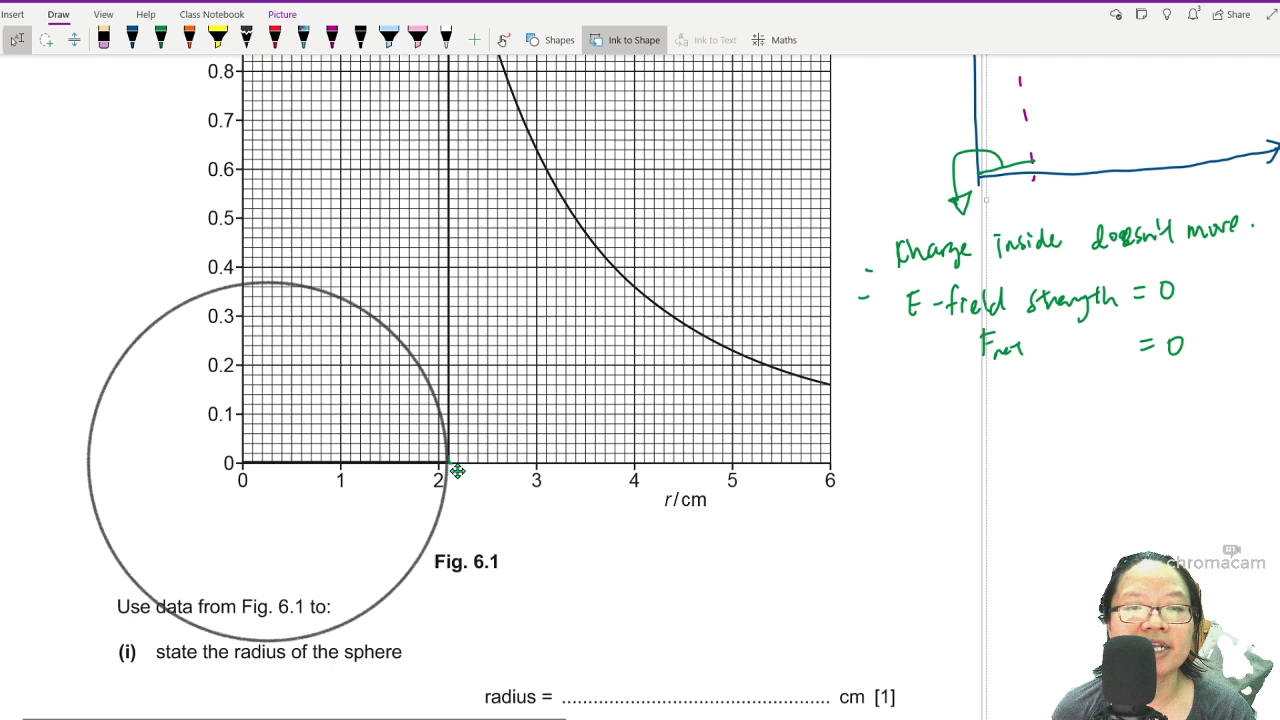 Insert Draw View Help Class Notebook Picture
3 Share
Shapes Ink to Shape Ink to Text Maths
0.8
0.7
0.6
0.5
0.4
0.3
0.2
0.1
0
0 1 2 3 4 5 6
r/cm
Fig. 6.1
- Charge inside doesn't more.
- E-field strength = 0
Fnet = 0
Use data from Fig. 6.1 to:
(i) state the radius of the sphere
radius = ................................................ cm [1]
chromacam